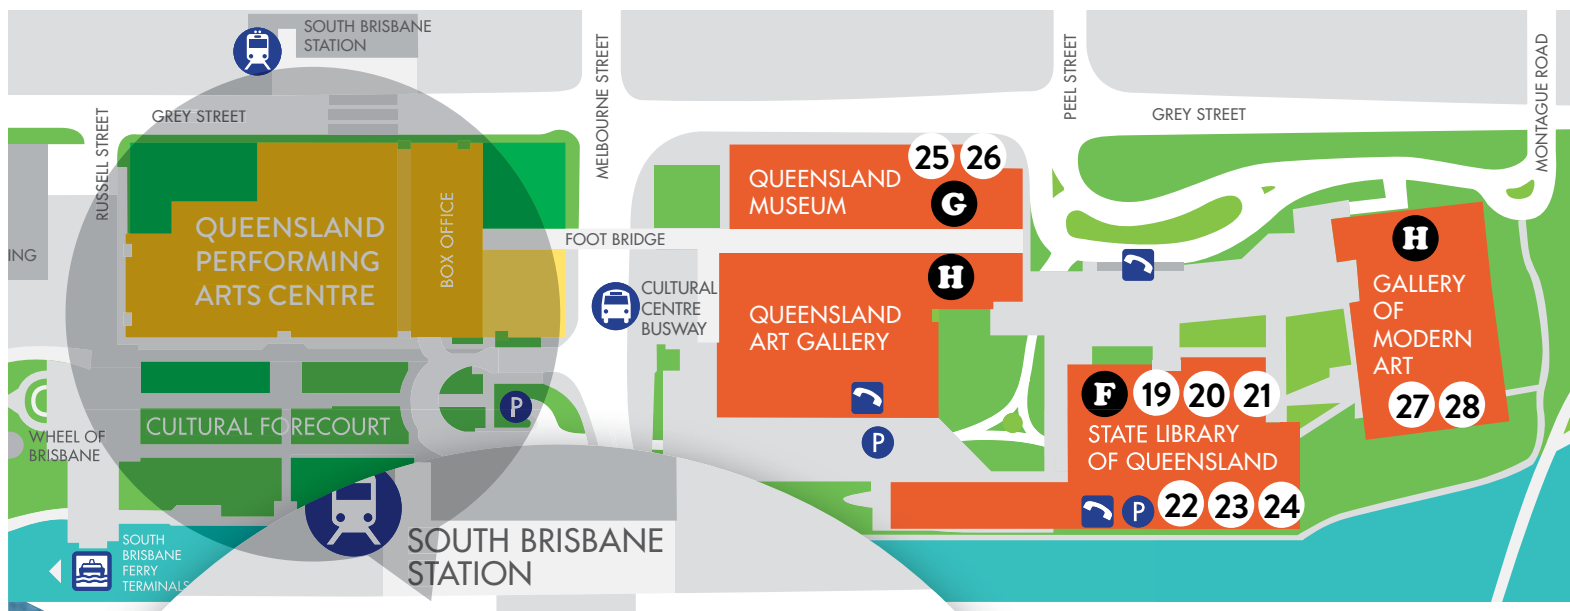 SOUTH BRISBANE
STATION
GREY STREET
RUSSELL STREET
MELBOURNE STREET
PEEL STREET
GREY STREET
MONTAGUE ROAD
QUEENSLAND
PERFORMING
ARTS CENTRE
BOX OFFICE
FOOT BRIDGE
QUEENSLAND
MUSEUM
25 26
G
CULTURAL
CENTRE
BUSWAY
H
QUEENSLAND
ART GALLERY
H
GALLERY
OF
MODERN
ART
27 28
ING
CULTURAL FORECOURT
P
P
WHEEL OF
BRISBANE
F 19 20 21
STATE LIBRARY
OF QUEENSLAND
P 22 23 24
SOUTH BRISBANE
STATION
SOUTH
BRISBANE
FERRY
TERMINALS